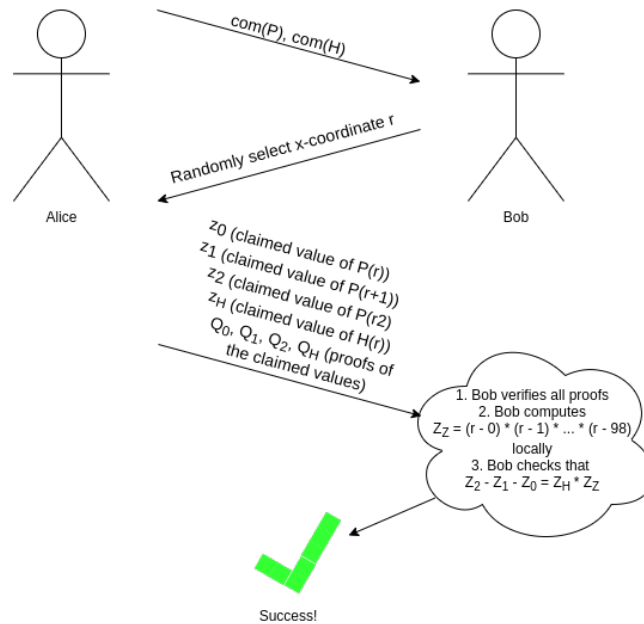 com(P), com(H)
Randomly select x-coordinate r
Alice
Bob
z0 (claimed value of P(r))
z1 (claimed value of P(r+1))
z2 (claimed value of P(r2)
zH (claimed value of H(r))
Q0, Q1, Q2, QH (proofs of
the claimed values)
1. Bob verifies all proofs
2. Bob computes
ZZ = (r - 0) * (r - 1) * ... * (r - 98)
locally
3. Bob checks that
Z2 - Z1 - Z0 = ZH * ZZ
Success!